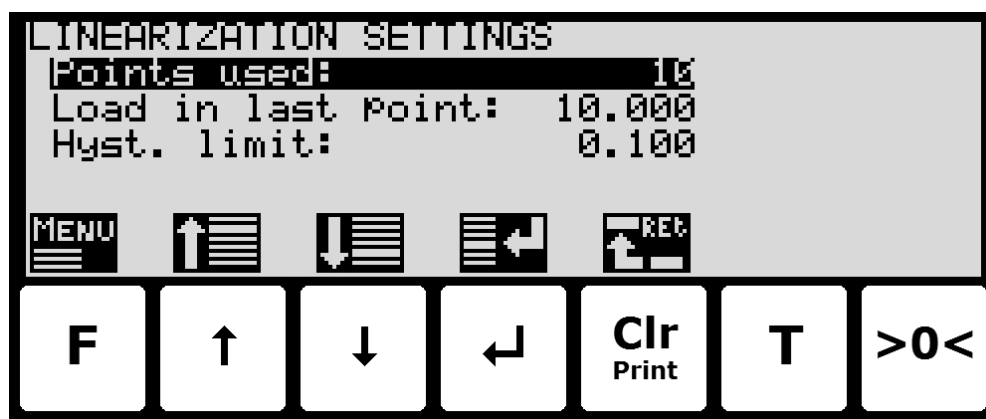 LINEARIZATION SETTINGS
Points used: 10
Load in last point: 10.000
Hyst. limit: 0.100
MENU
RET
F ↑ ↓ ↵ Clr T >0<
Print